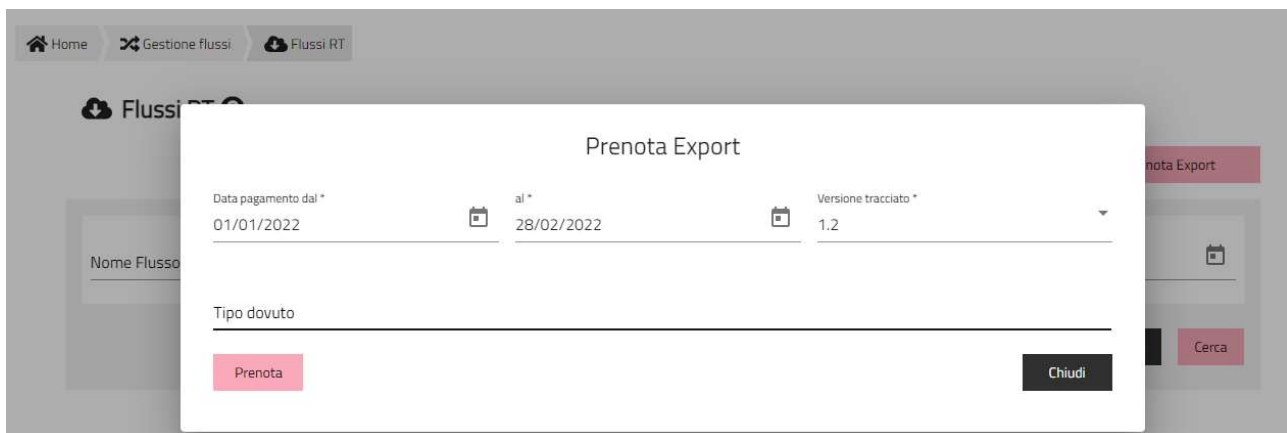 Home Gestione flussi Flussi RT
Flussi
Prenota Export
nota Export
Data pagamento dal * al * Versione tracciato *
01/01/2022 28/02/2022 1.2
Nome Flusso
Tipo dovuto
Cerca
Prenota Chiudi